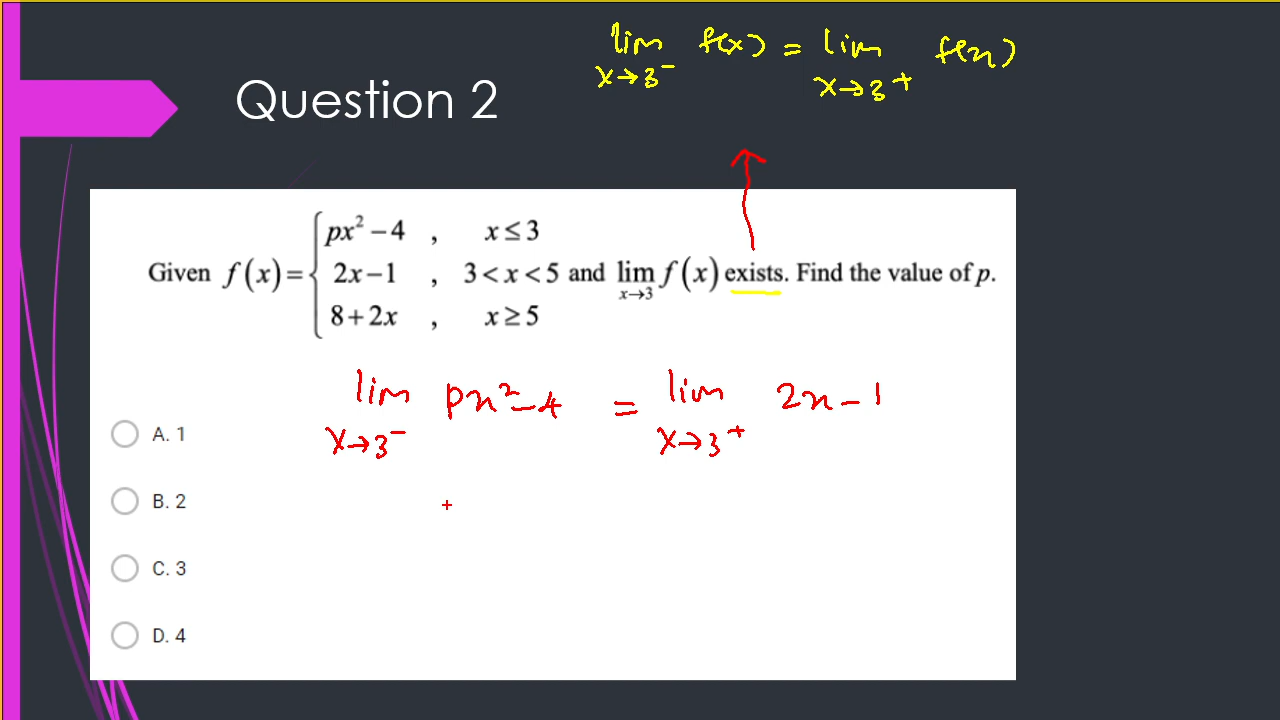 lim f(x) = lim f(x)
x→3⁻ x→3⁺
Question 2
px² − 4 , x ≤ 3
Given f(x) = { 2x − 1 , 3 < x < 5 and lim x→3 f(x) exists. Find the value of p.
8 + 2x , x ≥ 5
lim px² − 4 = lim 2x − 1
x→3⁻ x→3⁺
A. 1
B. 2
C. 3
D. 4